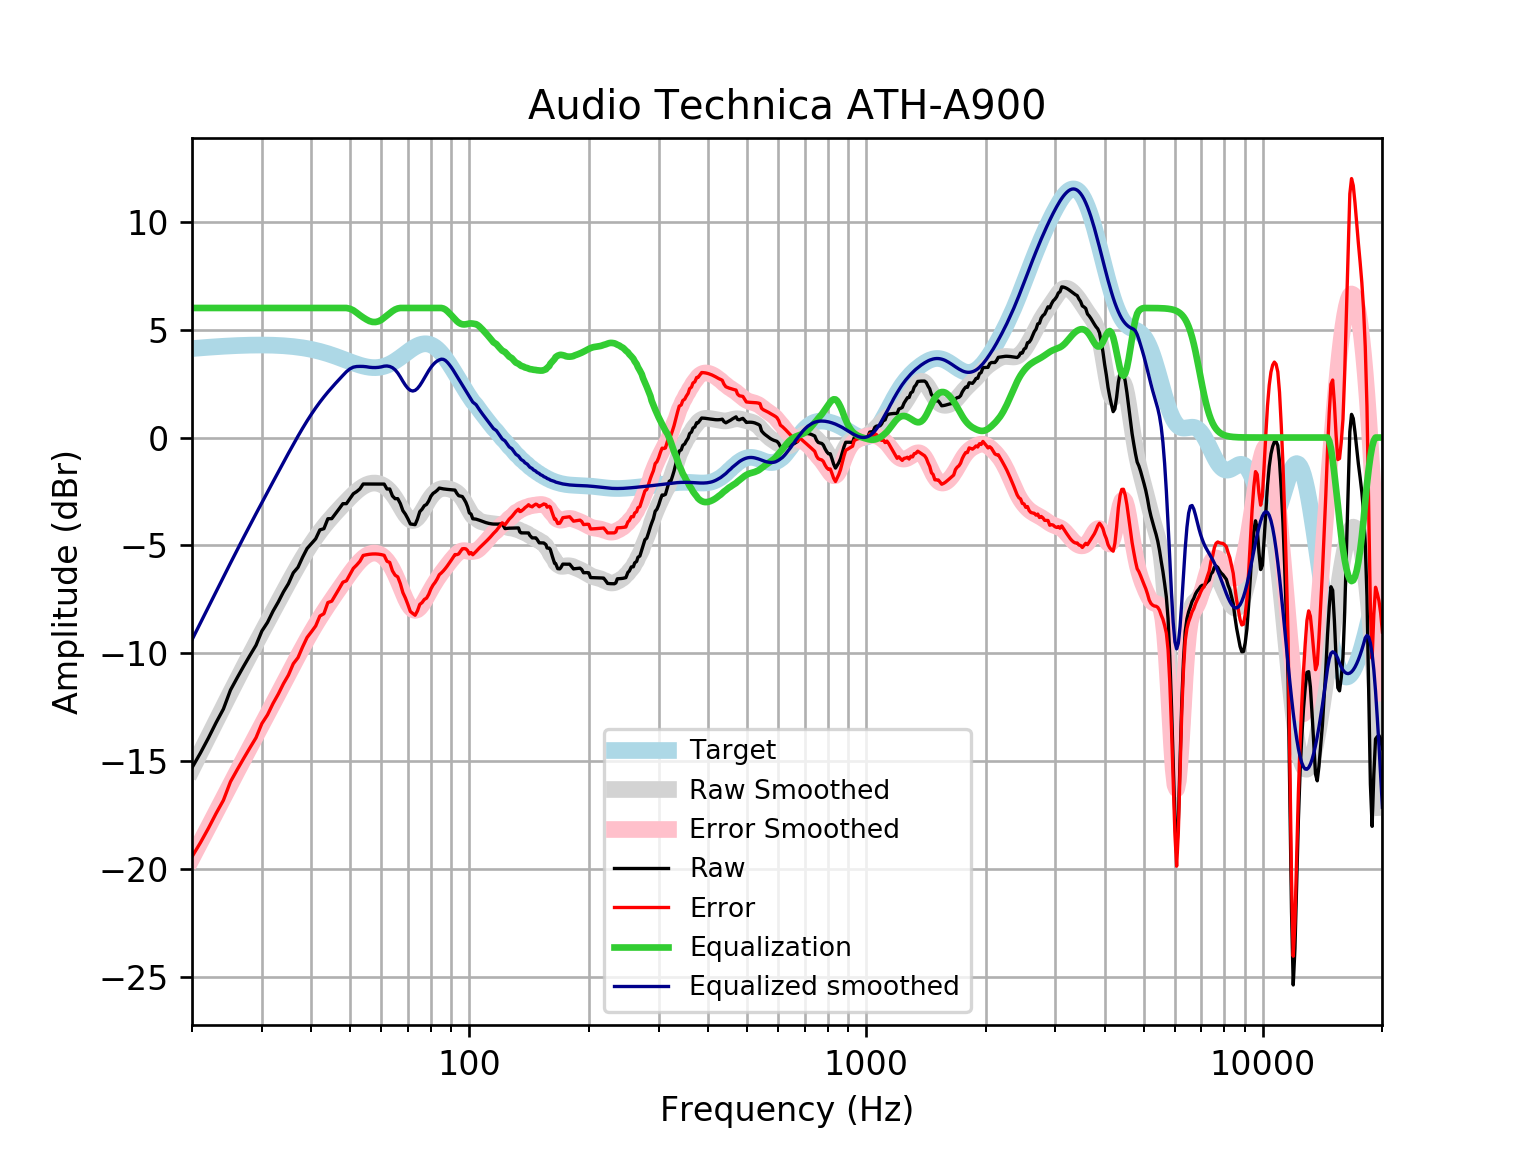 Audio Technica ATH-A900
Amplitude (dBr)
10
5
0
−5
−10
−15
−20
−25
Target
Raw Smoothed
Error Smoothed
Raw
Error
Equalization
Equalized smoothed
100
1000
10000
Frequency (Hz)